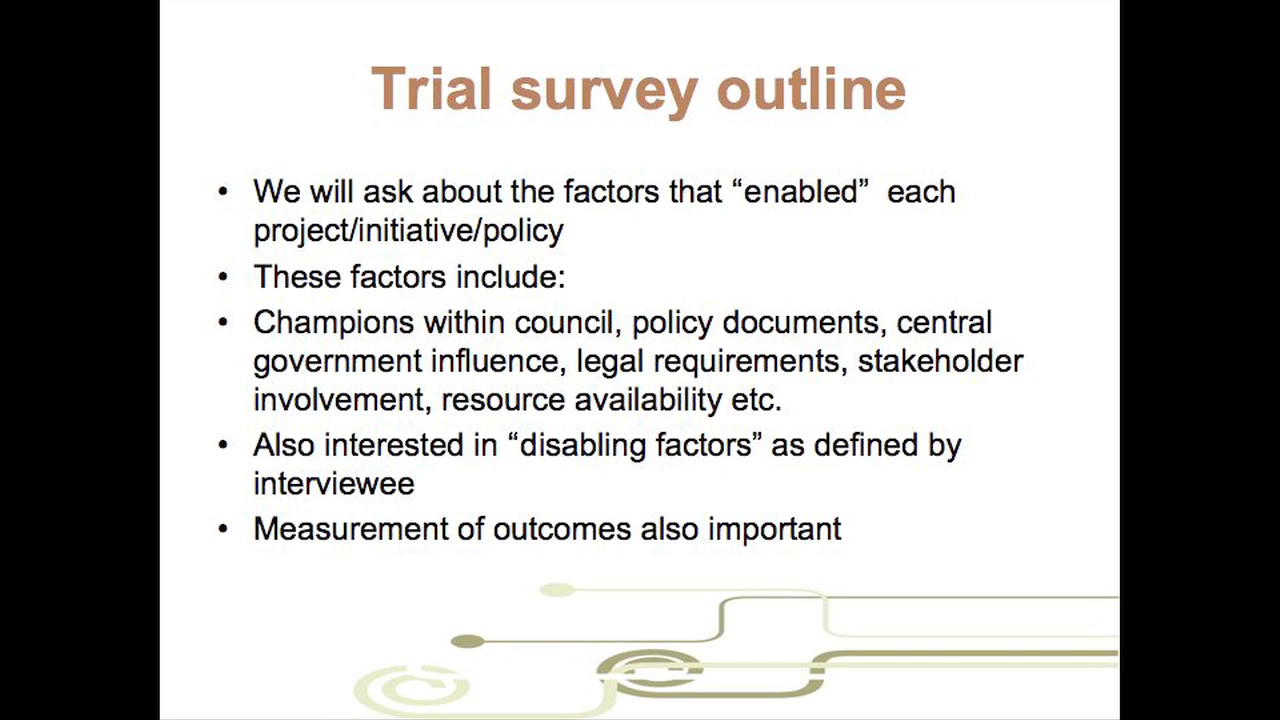 Trial survey outline
• We will ask about the factors that “enabled”  each
project/initiative/policy
• These factors include:
• Champions within council, policy documents, central
government influence, legal requirements, stakeholder
involvement, resource availability etc.
• Also interested in “disabling factors” as defined by
interviewee
• Measurement of outcomes also important